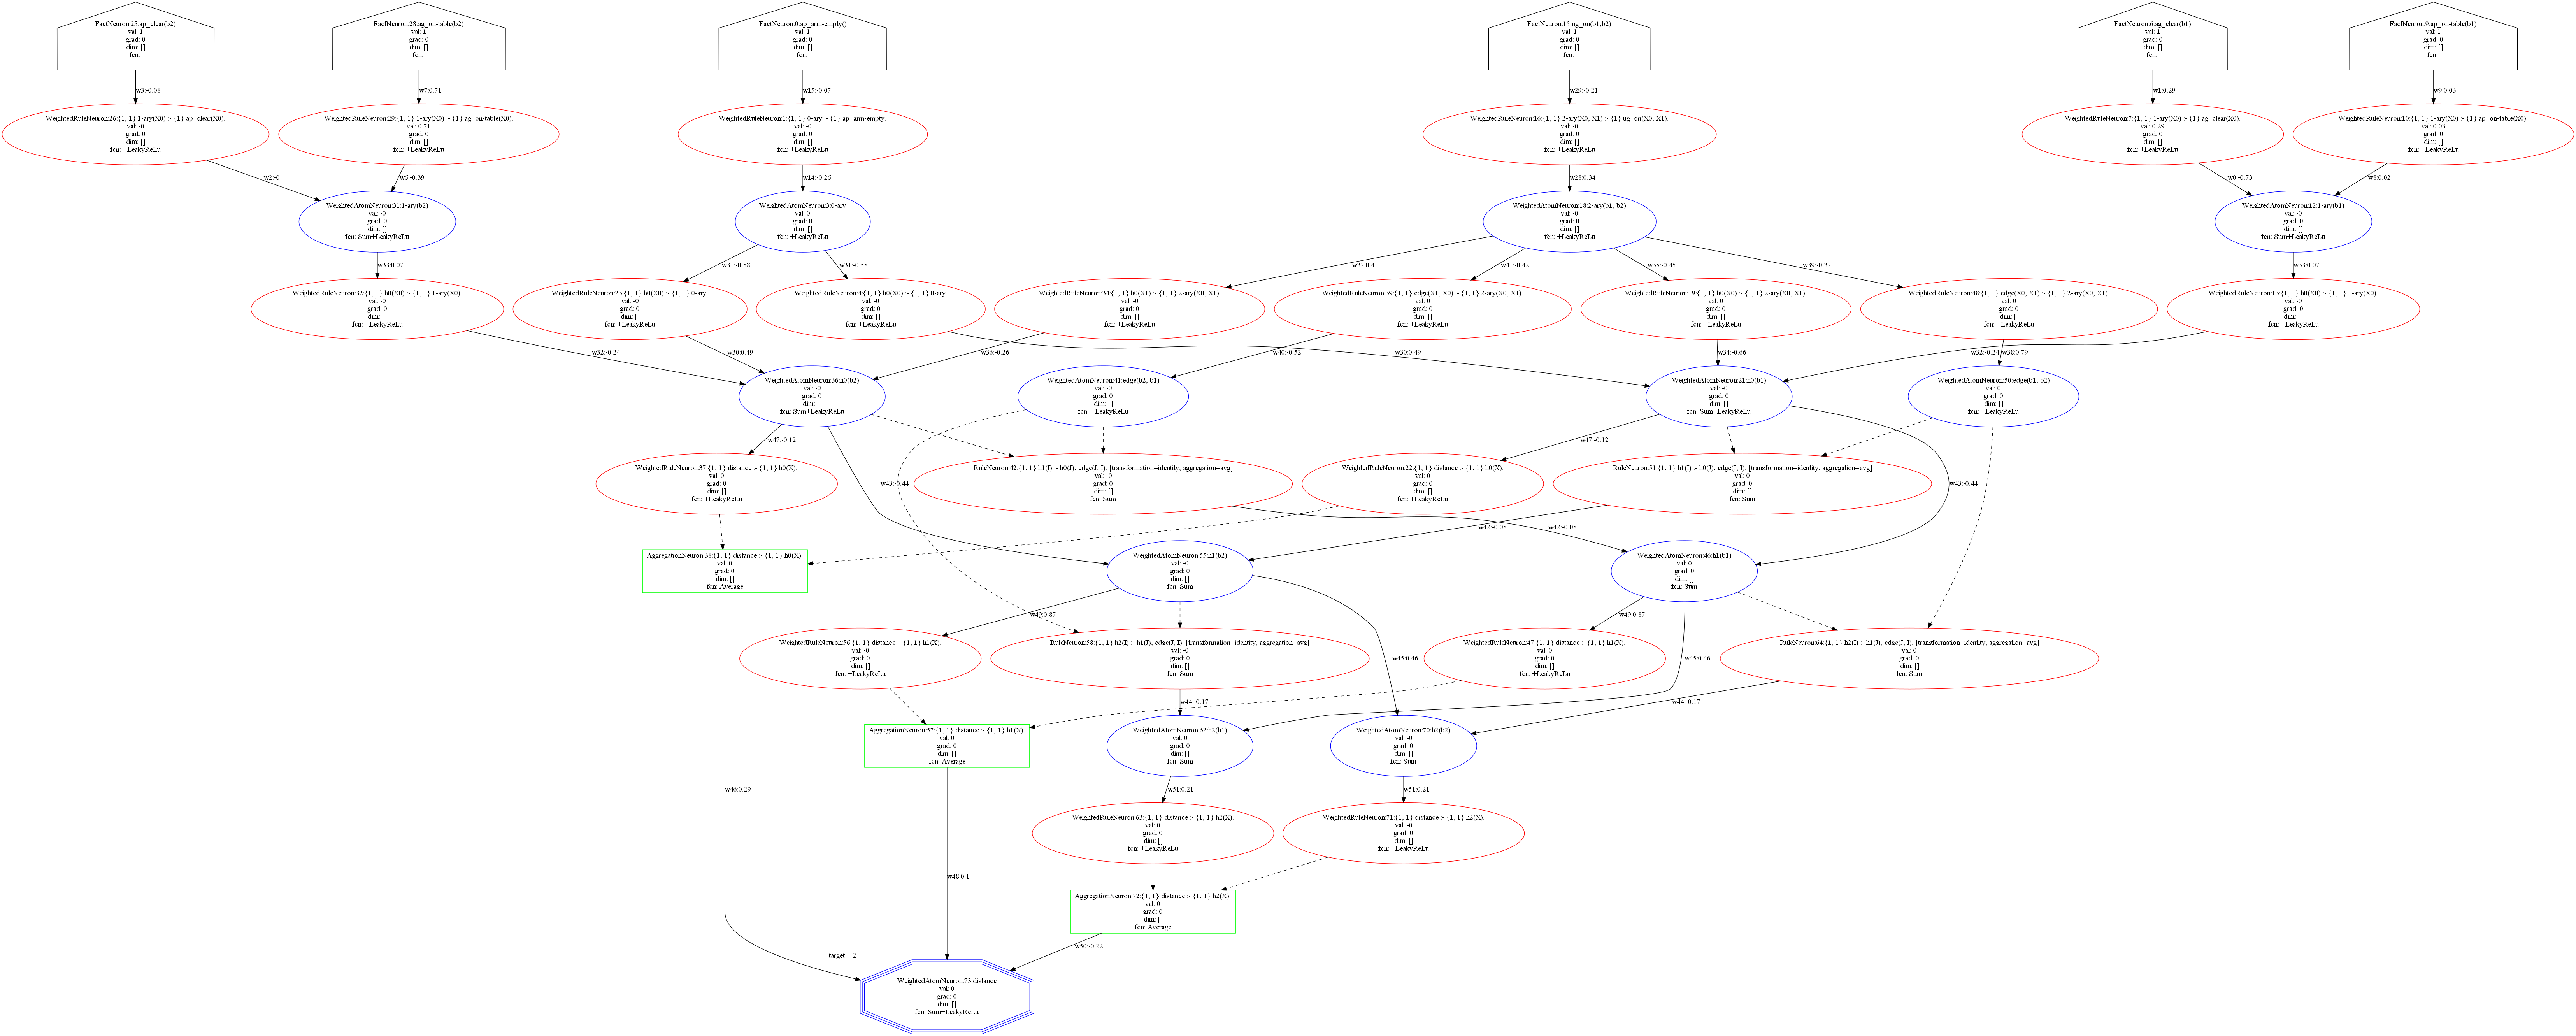 FactNeuron:25:ap_clear(b2)
val: 1
grad: 0
dim: []
fcn:
FactNeuron:28:ag_on-table(b2)
val: 1
grad: 0
dim: []
fcn:
FactNeuron:0:ap_arm-empty()
val: 1
grad: 0
dim: []
fcn:
FactNeuron:15:ug_on(b1,b2)
val: 1
grad: 0
dim: []
fcn:
FactNeuron:6:ag_clear(b1)
val: 1
grad: 0
dim: []
fcn:
FactNeuron:9:ap_on-table(b1)
val: 1
grad: 0
dim: []
fcn:
w3:-0.08
w7:0.71
w15:-0.07
w29:-0.21
w1:0.29
w9:0.03
WeightedRuleNeuron:26:{1, 1} 1-ary(X0) :- {1} ap_clear(X0).
val: -0
grad: 0
dim: []
fcn: +LeakyReLu
WeightedRuleNeuron:29:{1, 1} 1-ary(X0) :- {1} ag_on-table(X0).
val: 0.71
grad: 0
dim: []
fcn: +LeakyReLu
WeightedRuleNeuron:1:{1, 1} 0-ary :- {1} ap_arm-empty.
val: -0
grad: 0
dim: []
fcn: +LeakyReLu
WeightedRuleNeuron:16:{1, 1} 2-ary(X0, X1) :- {1} ug_on(X0, X1).
val: -0
grad: 0
dim: []
fcn: +LeakyReLu
WeightedRuleNeuron:7:{1, 1} 1-ary(X0) :- {1} ag_clear(X0).
val: 0.29
grad: 0
dim: []
fcn: +LeakyReLu
WeightedRuleNeuron:10:{1, 1} 1-ary(X0) :- {1} ap_on-table(X0).
val: 0.03
grad: 0
dim: []
fcn: +LeakyReLu
w2:-0
w6:-0.39
w14:-0.26
w28:0.34
w0:-0.73
w8:0.02
WeightedAtomNeuron:31:1-ary(b2)
val: -0
grad: 0
dim: []
fcn: Sum+LeakyReLu
WeightedAtomNeuron:3:0-ary
val: 0
grad: 0
dim: []
fcn: +LeakyReLu
WeightedAtomNeuron:18:2-ary(b1, b2)
val: -0
grad: 0
dim: []
fcn: +LeakyReLu
WeightedAtomNeuron:12:1-ary(b1)
val: -0
grad: 0
dim: []
fcn: Sum+LeakyReLu
w33:0.07
w31:-0.58
w31:-0.58
w37:0.4
w41:-0.42
w35:-0.45
w39:-0.37
w33:0.07
WeightedRuleNeuron:32:{1, 1} h0(X0) :- {1, 1} 1-ary(X0).
val: -0
grad: 0
dim: []
fcn: +LeakyReLu
WeightedRuleNeuron:23:{1, 1} h0(X0) :- {1, 1} 0-ary.
val: -0
grad: 0
dim: []
fcn: +LeakyReLu
WeightedRuleNeuron:4:{1, 1} h0(X0) :- {1, 1} 0-ary.
val: -0
grad: 0
dim: []
fcn: +LeakyReLu
WeightedRuleNeuron:34:{1, 1} h0(X1) :- {1, 1} 2-ary(X0, X1).
val: -0
grad: 0
dim: []
fcn: +LeakyReLu
WeightedRuleNeuron:39:{1, 1} edge(X1, X0) :- {1, 1} 2-ary(X0, X1).
val: 0
grad: 0
dim: []
fcn: +LeakyReLu
WeightedRuleNeuron:19:{1, 1} h0(X0) :- {1, 1} 2-ary(X0, X1).
val: 0
grad: 0
dim: []
fcn: +LeakyReLu
WeightedRuleNeuron:48:{1, 1} edge(X0, X1) :- {1, 1} 2-ary(X0, X1).
val: 0
grad: 0
dim: []
fcn: +LeakyReLu
WeightedRuleNeuron:13:{1, 1} h0(X0) :- {1, 1} 1-ary(X0).
val: -0
grad: 0
dim: []
fcn: +LeakyReLu
w32:-0.24
w30:0.49
w36:-0.26
w40:-0.52
w30:0.49
w34:-0.66
w32:-0.24
w38:0.79
WeightedAtomNeuron:36:h0(b2)
val: -0
grad: 0
dim: []
fcn: Sum+LeakyReLu
WeightedAtomNeuron:41:edge(b2, b1)
val: -0
grad: 0
dim: []
fcn: +LeakyReLu
WeightedAtomNeuron:21:h0(b1)
val: -0
grad: 0
dim: []
fcn: Sum+LeakyReLu
WeightedAtomNeuron:50:edge(b1, b2)
val: 0
grad: 0
dim: []
fcn: +LeakyReLu
w47:-0.12
w47:-0.12
WeightedRuleNeuron:37:{1, 1} distance :- {1, 1} h0(X).
val: 0
grad: 0
dim: []
fcn: +LeakyReLu
w43:-0.44
RuleNeuron:42:{1, 1} h1(I) :- h0(J), edge(J, I). [transformation=identity, aggregation=avg]
val: -0
grad: 0
dim: []
fcn: Sum
WeightedRuleNeuron:22:{1, 1} distance :- {1, 1} h0(X).
val: 0
grad: 0
dim: []
fcn: +LeakyReLu
RuleNeuron:51:{1, 1} h1(I) :- h0(J), edge(J, I). [transformation=identity, aggregation=avg]
val: 0
grad: 0
dim: []
fcn: Sum
w43:-0.44
w42:-0.08
w42:-0.08
AggregationNeuron:38:{1, 1} distance :- {1, 1} h0(X).
val: 0
grad: 0
dim: []
fcn: Average
WeightedAtomNeuron:55:h1(b2)
val: -0
grad: 0
dim: []
fcn: Sum
WeightedAtomNeuron:46:h1(b1)
val: 0
grad: 0
dim: []
fcn: Sum
w49:0.87
w49:0.87
WeightedRuleNeuron:56:{1, 1} distance :- {1, 1} h1(X).
val: -0
grad: 0
dim: []
fcn: +LeakyReLu
RuleNeuron:58:{1, 1} h2(I) :- h1(J), edge(J, I). [transformation=identity, aggregation=avg]
val: -0
grad: 0
dim: []
fcn: Sum
w45:0.46
WeightedRuleNeuron:47:{1, 1} distance :- {1, 1} h1(X).
val: 0
grad: 0
dim: []
fcn: +LeakyReLu
w45:0.46
RuleNeuron:64:{1, 1} h2(I) :- h1(J), edge(J, I). [transformation=identity, aggregation=avg]
val: 0
grad: 0
dim: []
fcn: Sum
w44:-0.17
w44:-0.17
AggregationNeuron:57:{1, 1} distance :- {1, 1} h1(X).
val: 0
grad: 0
dim: []
fcn: Average
WeightedAtomNeuron:62:h2(b1)
val: 0
grad: 0
dim: []
fcn: Sum
WeightedAtomNeuron:70:h2(b2)
val: -0
grad: 0
dim: []
fcn: Sum
w46:0.29
w51:0.21
w51:0.21
WeightedRuleNeuron:63:{1, 1} distance :- {1, 1} h2(X).
val: 0
grad: 0
dim: []
fcn: +LeakyReLu
WeightedRuleNeuron:71:{1, 1} distance :- {1, 1} h2(X).
val: -0
grad: 0
dim: []
fcn: +LeakyReLu
w48:0.1
AggregationNeuron:72:{1, 1} distance :- {1, 1} h2(X).
val: 0
grad: 0
dim: []
fcn: Average
w50:-0.22
target = 2
WeightedAtomNeuron:73:distance
val: 0
grad: 0
dim: []
fcn: Sum+LeakyReLu